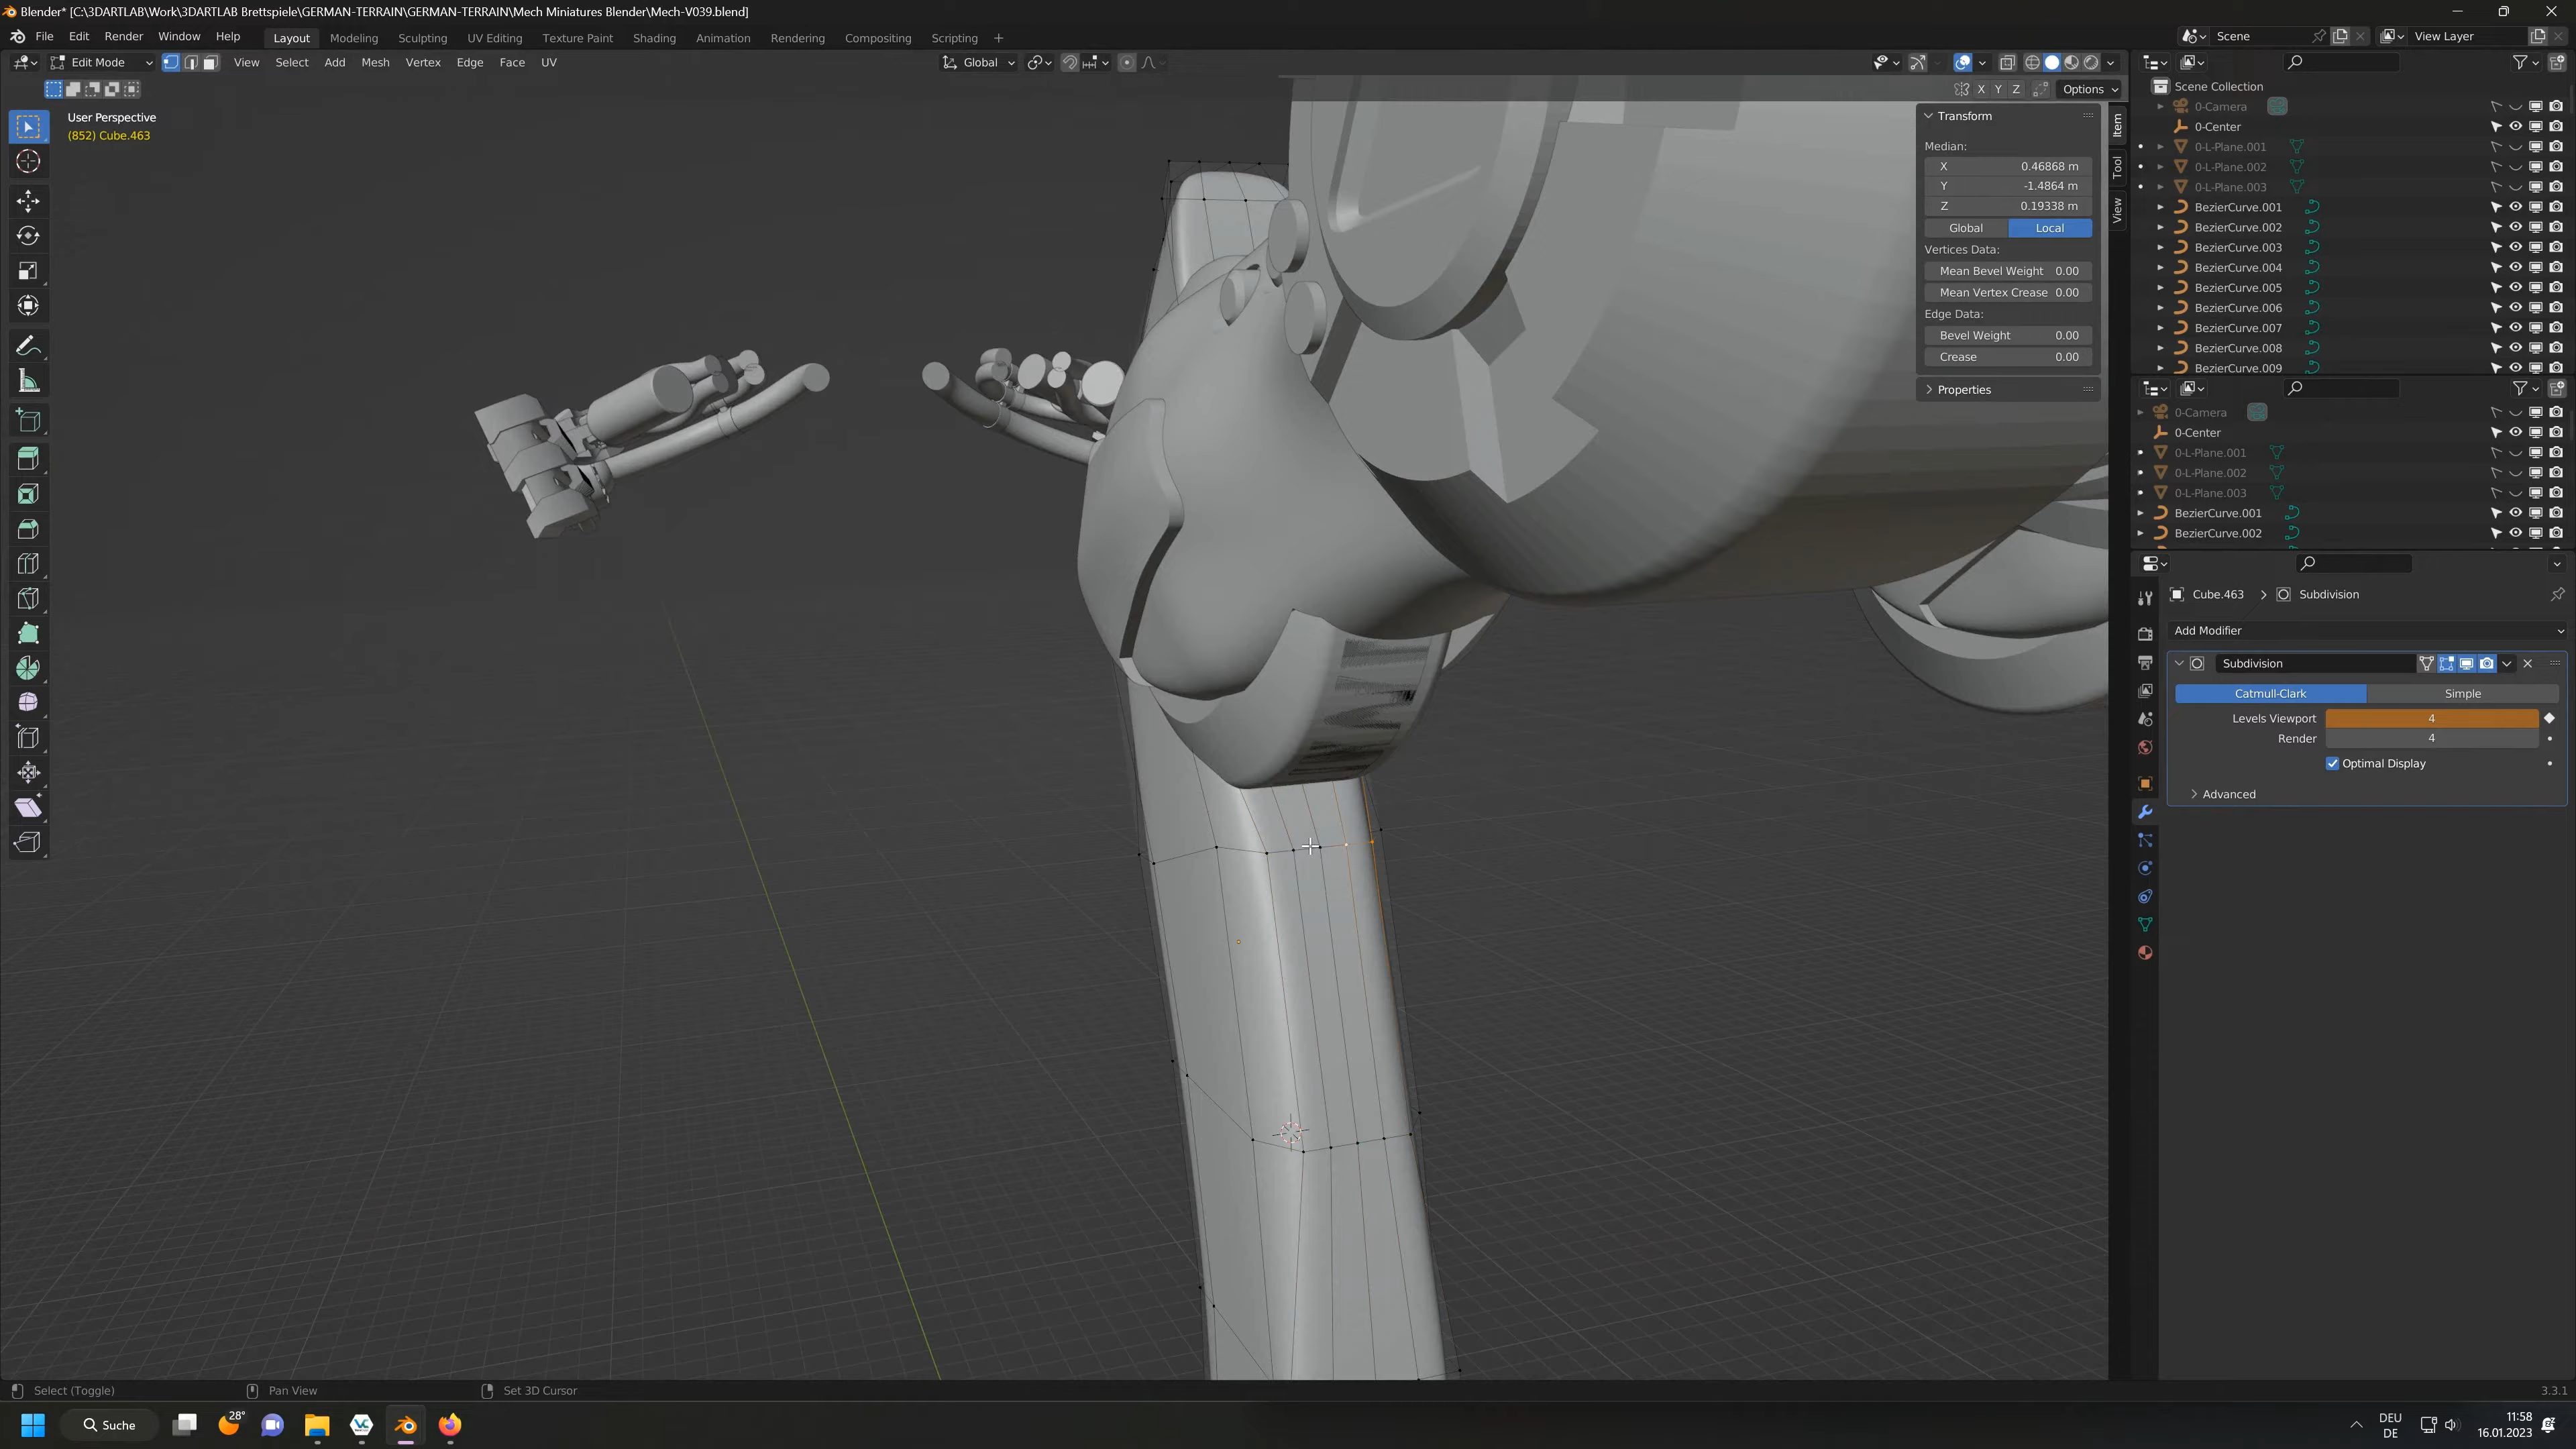 Blender* [C:\3DARTLAB\Work\3DARTLAB Brettspiele\GERMAN-TERRAIN\GERMAN-TERRAIN\Mech Miniatures Blender\Mech-V039.blend]
File Edit Render Window Help Layout Modeling Sculpting UV Editing Texture Paint Shading Animation Rendering Compositing Scripting Scene View Layer
Edit Mode View Select Add Mesh Vertex Edge Face UV Global
X Y Z Options
User Perspective
(852) Cube.463
Transform
Median:
X 0.46868 m
Y -1.4864 m
Z 0.19338 m
Global Local
Vertices Data:
Mean Bevel Weight 0.00
Mean Vertex Crease 0.00
Edge Data:
Bevel Weight 0.00
Crease 0.00
Properties
Item
Tool
View
Scene Collection
0-Camera
0-Center
0-L-Plane.001
0-L-Plane.002
0-L-Plane.003
BezierCurve.001
BezierCurve.002
BezierCurve.003
BezierCurve.004
BezierCurve.005
BezierCurve.006
BezierCurve.007
BezierCurve.008
BezierCurve.009
0-Camera
0-Center
0-L-Plane.001
0-L-Plane.002
0-L-Plane.003
BezierCurve.001
BezierCurve.002
Cube.463 Subdivision
Add Modifier
Subdivision
Catmull-Clark Simple
Levels Viewport 4
Render 4
Optimal Display
Advanced
Select (Toggle) Pan View Set 3D Cursor 3.3.1
28°
Suche
DEU
DE
11:58
16.01.2023